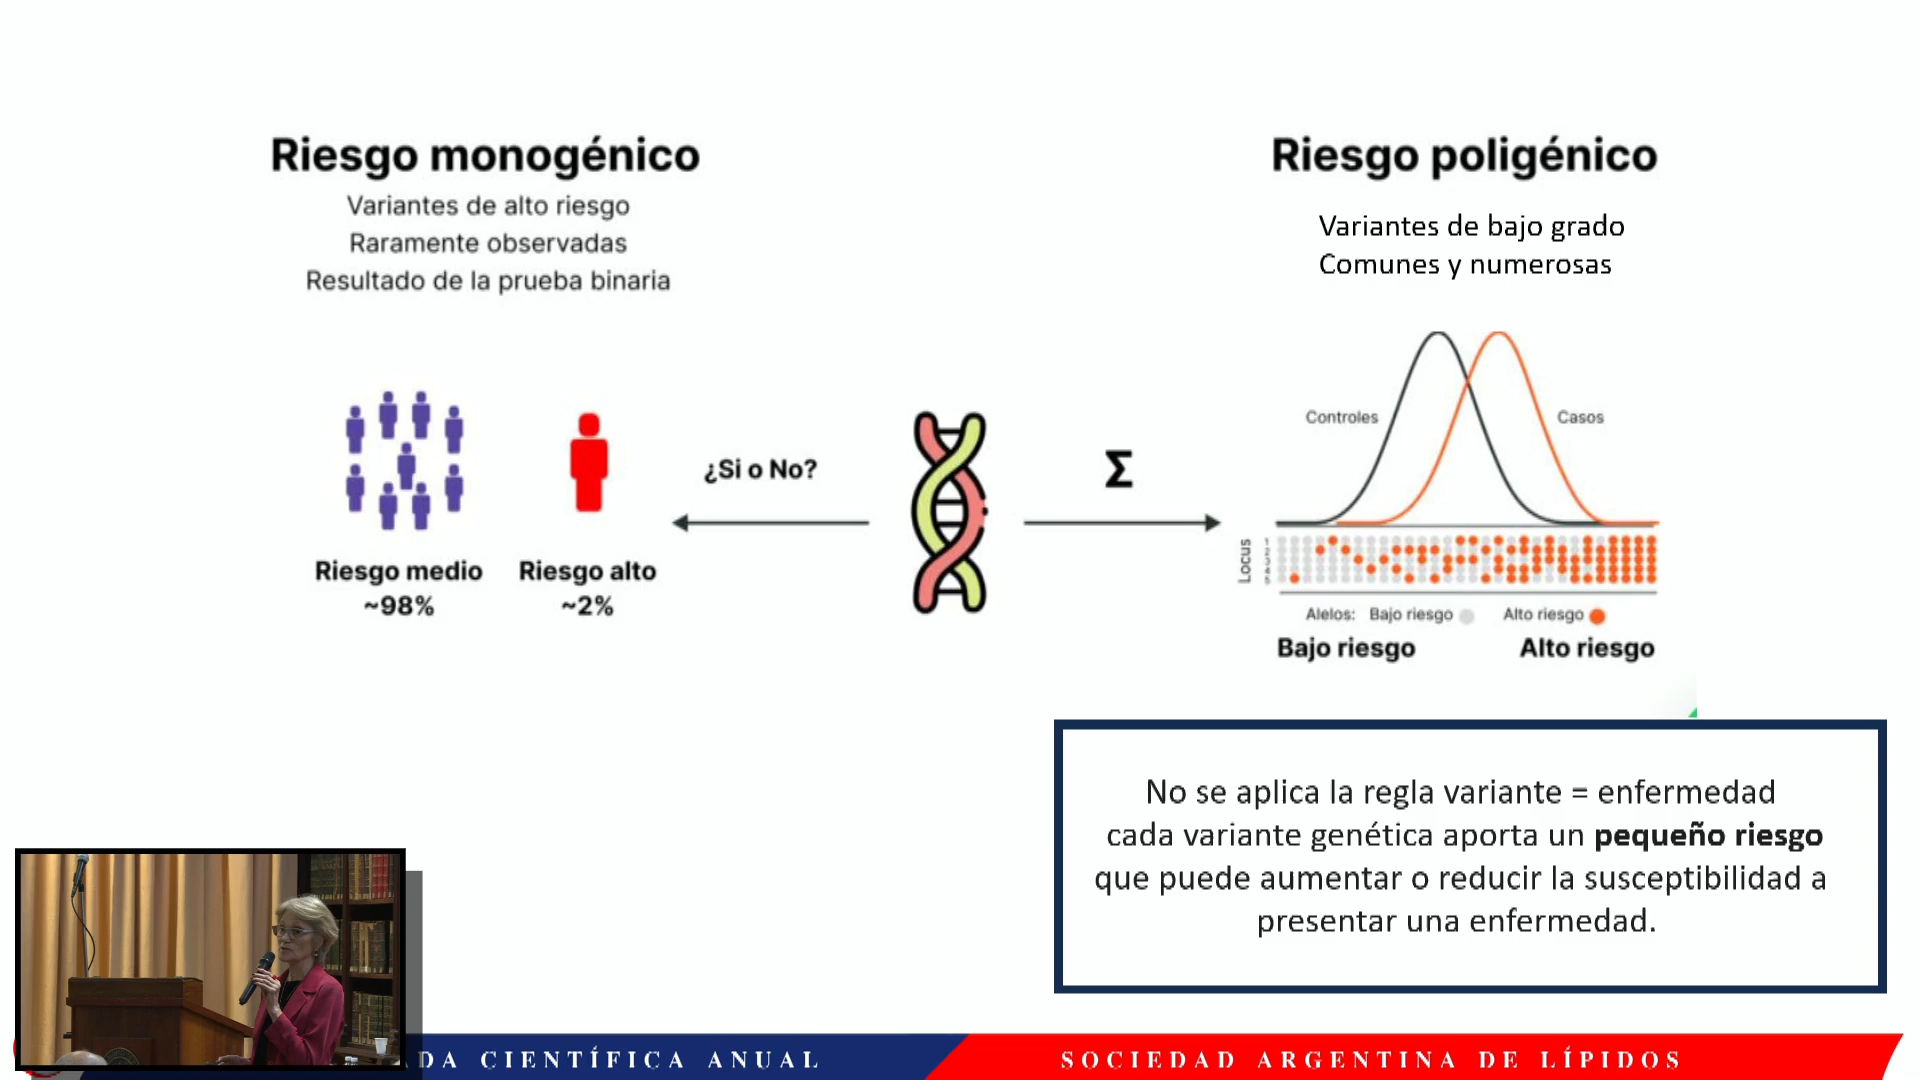 Riesgo monogénico
Variantes de alto riesgo
Raramente observadas
Resultado de la prueba binaria
Riesgo medio
~98%
Riesgo alto
~2%
¿Si o No?
Σ
Riesgo poligénico
Variantes de bajo grado
Comunes y numerosas
Controles
Casos
Locus
Alelos: Bajo riesgo Alto riesgo
Bajo riesgo Alto riesgo
No se aplica la regla variante = enfermedad
cada variante genética aporta un pequeño riesgo
que puede aumentar o reducir la susceptibilidad a
presentar una enfermedad.
DA CIENTÍFICA ANUAL
SOCIEDAD ARGENTINA DE LÍPIDOS